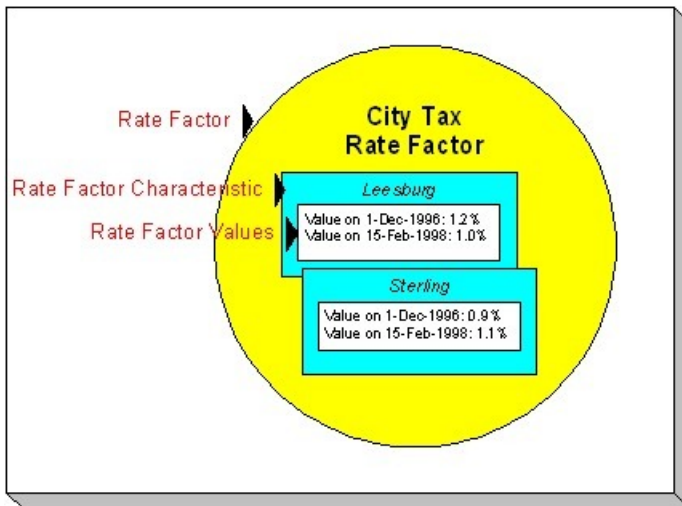 City Tax
Rate Factor
Rate Factor
Rate Factor Characteristic
Leesburg
Rate Factor Values
Value on 1-Dec-1996: 1.2%
Value on 15-Feb-1998: 1.0%
Sterling
Value on 1-Dec-1996: 0.9%
Value on 15-Feb-1998: 1.1%